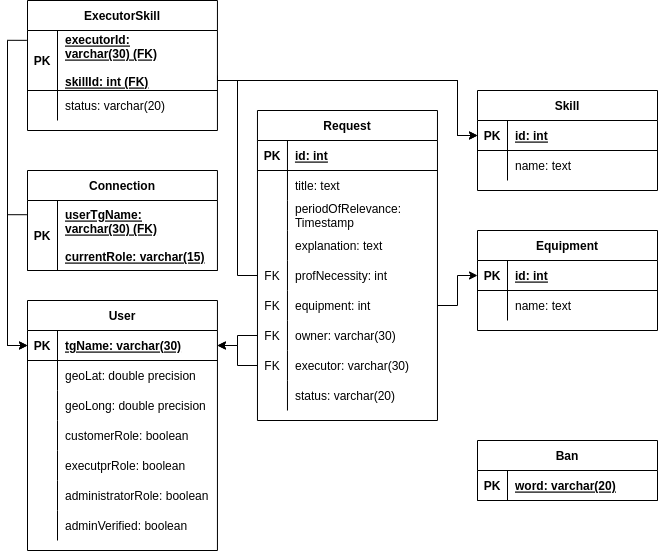 ExecutorSkill
PK
executorId:
varchar(30) (FK)
skillId: int (FK)
status: varchar(20)
Connection
PK
userTgName:
varchar(30) (FK)
currentRole: varchar(15)
User
PK
tgName: varchar(30)
geoLat: double precision
geoLong: double precision
customerRole: boolean
executprRole: boolean
administratorRole: boolean
adminVerified: boolean
Request
PK
id: int
title: text
periodOfRelevance:
Timestamp
explanation: text
FK
profNecessity: int
FK
equipment: int
FK
owner: varchar(30)
FK
executor: varchar(30)
status: varchar(20)
Skill
PK
id: int
name: text
Equipment
PK
id: int
name: text
Ban
PK
word: varchar(20)